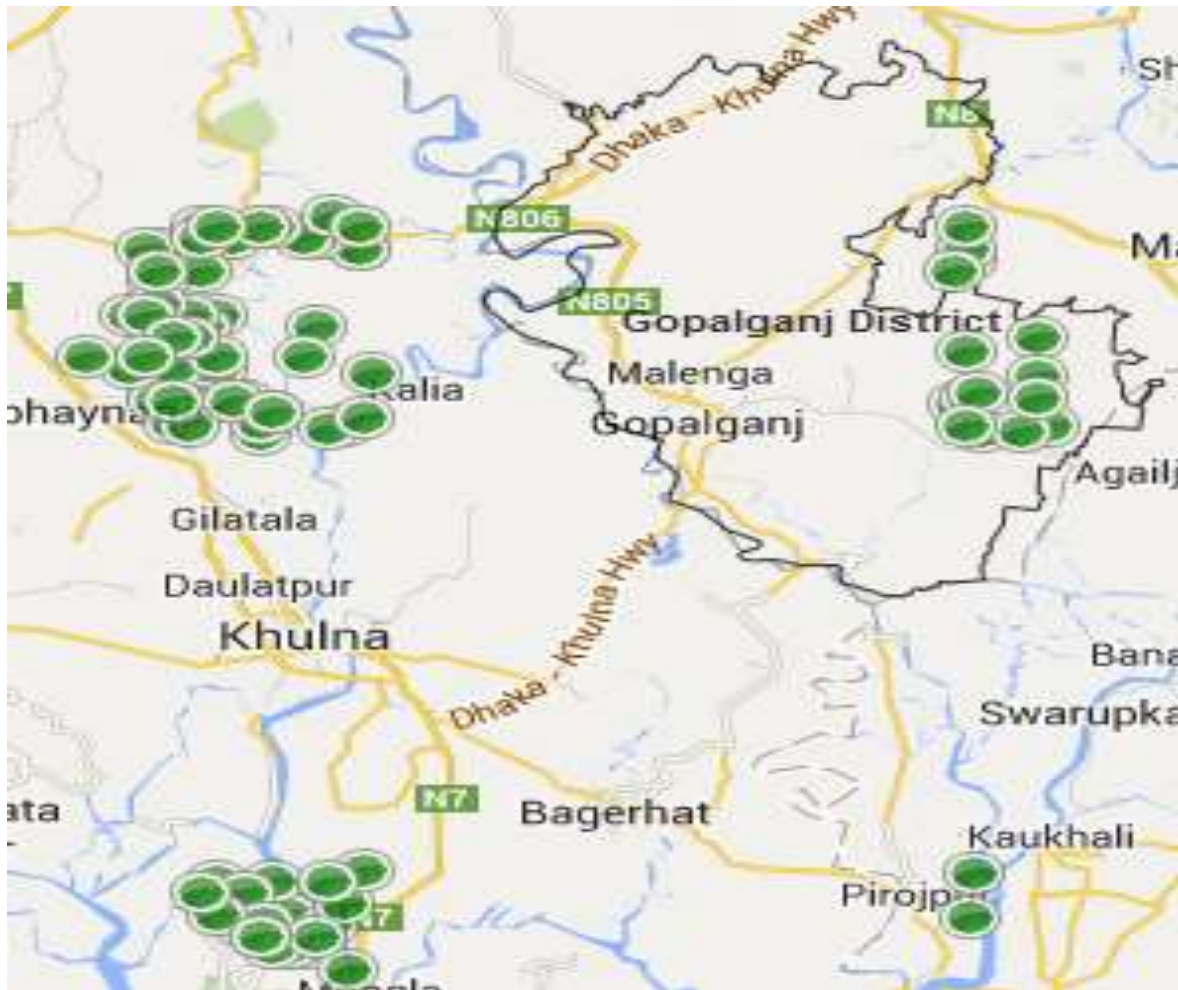 Dhaka - Khulna Hwy
Sh
N8
N806
Ma
N805
Gopalganj District
Malenga
Kalia
Gopalganj
Agailj
Gilatala
Daulatpur
Khulna
Dhaka - Khulna Hwy
Bana
Swarupka
N7
Bagerhat
ata
Kaukhali
Pirojp
N7